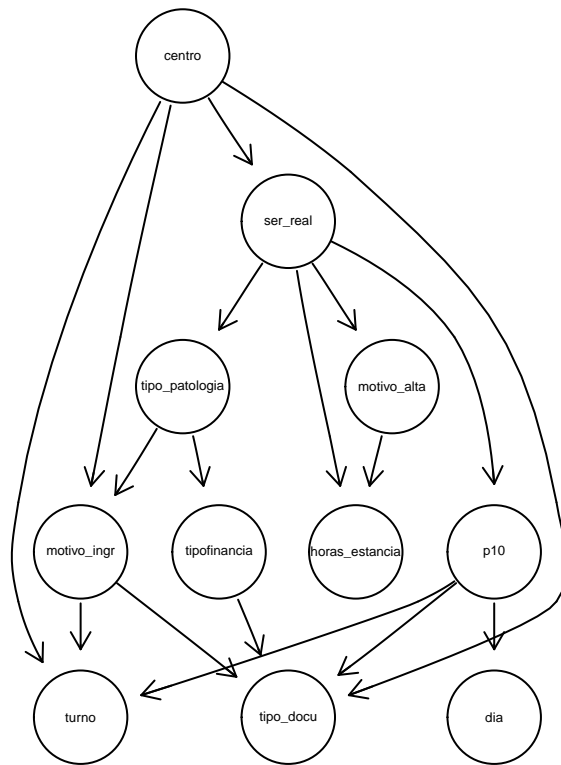 centro
ser_real
tipo_patologia
motivo_alta
motivo_ingr
tipofinancia
horas_estancia
p10
turno
tipo_docu
dia